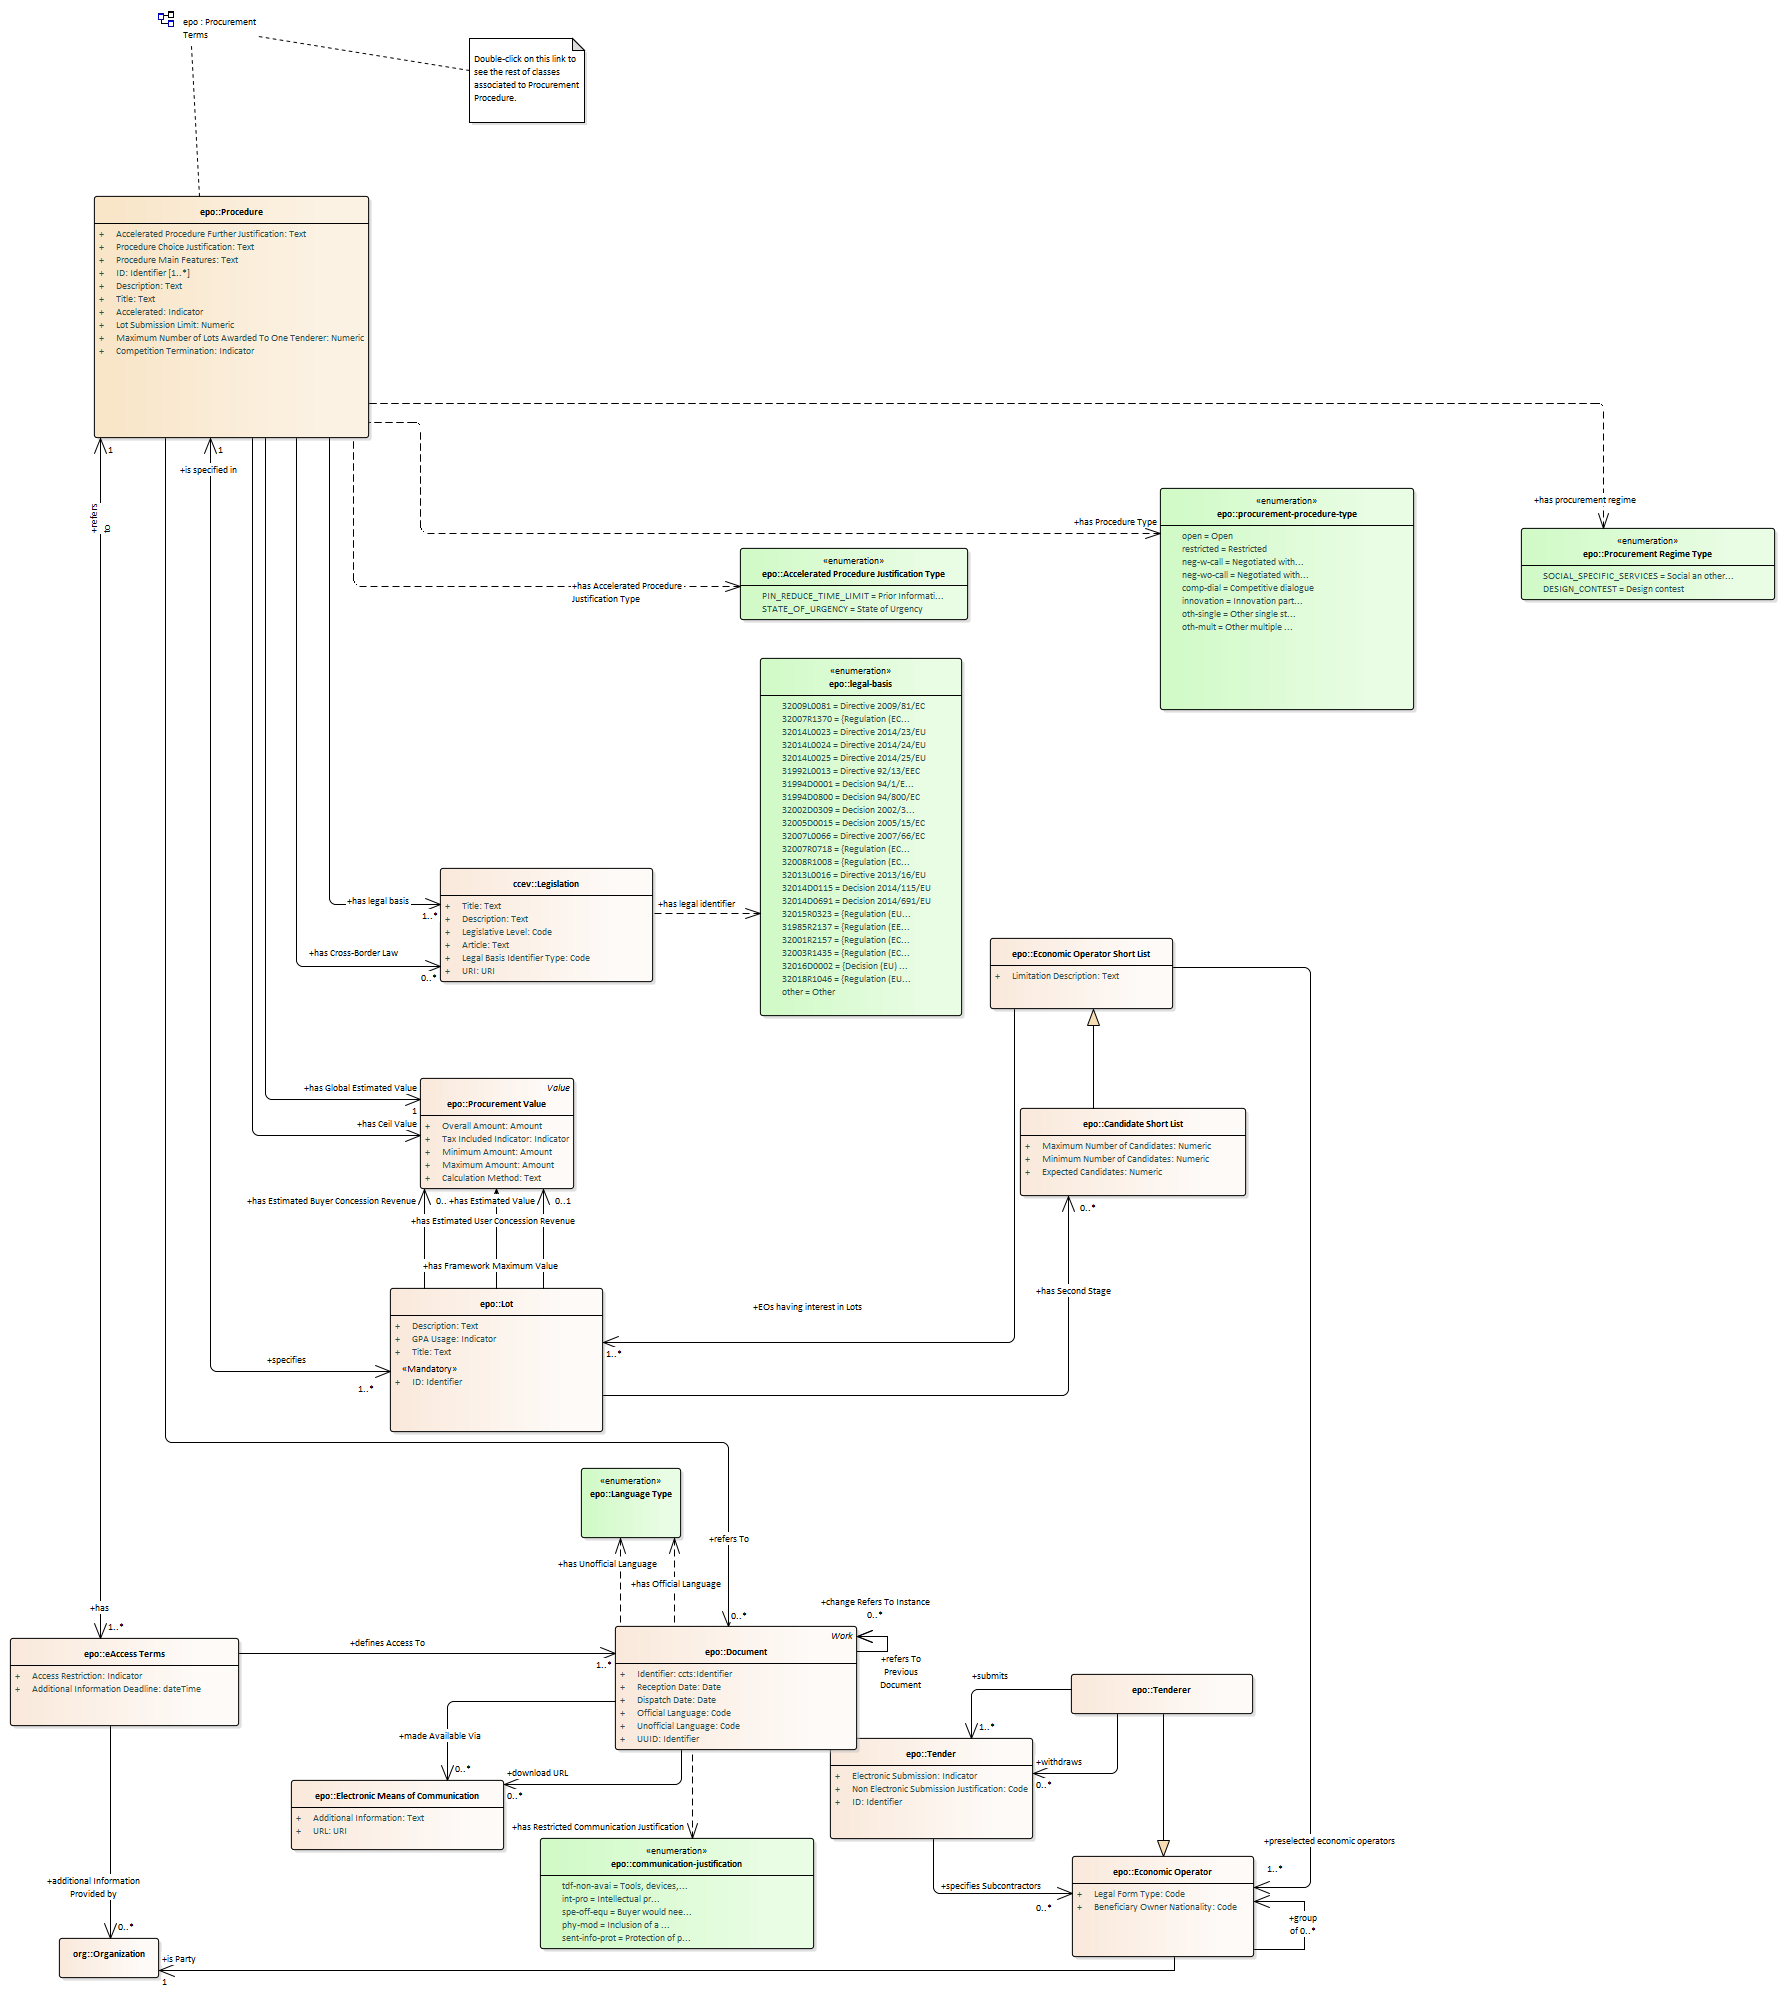 epo : Procurement
Terms
Double-click on this link to
see the rest of classes
associated to Procurement
Procedure.
epo::Procedure
+ Accelerated Procedure Further Justification: Text
+ Procedure Choice Justification: Text
+ Procedure Main Features: Text
+ ID: Identifier [1..*]
+ Description: Text
+ Title: Text
+ Accelerated: Indicator
+ Lot Submission Limit: Numeric
+ Maximum Number of Lots Awarded To One Tenderer: Numeric
+ Competition Termination: Indicator
1
1
+is specified in
+refers
to
+has procurement regime
«enumeration»
epo::procurement-procedure-type
open = Open
restricted = Restricted
neg-w-call = Negotiated with...
neg-wo-call = Negotiated with...
comp-dial = Competitive dialogue
innovation = Innovation part...
oth-single = Other single st...
oth-mult = Other multiple ...
+has Procedure Type
«enumeration»
epo::Procurement Regime Type
SOCIAL_SPECIFIC_SERVICES = Social an other...
DESIGN_CONTEST = Design contest
«enumeration»
epo::Accelerated Procedure Justification Type
PIN_REDUCE_TIME_LIMIT = Prior Informati...
STATE_OF_URGENCY = State of Urgency
+has Accelerated Procedure
Justification Type
«enumeration»
epo::legal-basis
32009L0081 = Directive 2009/81/EC
32007R1370 = {Regulation (EC...
32014L0023 = Directive 2014/23/EU
32014L0024 = Directive 2014/24/EU
32014L0025 = Directive 2014/25/EU
31992L0013 = Directive 92/13/EEC
31994D0001 = Decision 94/1/E...
31994D0800 = Decision 94/800/EC
32002D0309 = Decision 2002/3...
32005D0015 = Decision 2005/15/EC
32007L0066 = Directive 2007/66/EC
32007R0718 = {Regulation (EC...
32008R1008 = {Regulation (EC...
32013L0016 = Directive 2013/16/EU
32014D0115 = Decision 2014/115/EU
32014D0691 = Decision 2014/691/EU
32015R0323 = {Regulation (EU...
31985R2137 = {Regulation (EE...
32001R2157 = {Regulation (EC...
32003R1435 = {Regulation (EC...
32016D0002 = {Decision (EU) ...
32018R1046 = {Regulation (EU...
other = Other
ccev::Legislation
+ Title: Text
+ Description: Text
+ Legislative Level: Code
+ Article: Text
+ Legal Basis Identifier Type: Code
+ URI: URI
+has legal basis
1..*
+has Cross-Border Law
0..*
+has legal identifier
epo::Economic Operator Short List
+ Limitation Description: Text
Value
epo::Procurement Value
+ Overall Amount: Amount
+ Tax Included Indicator: Indicator
+ Minimum Amount: Amount
+ Maximum Amount: Amount
+ Calculation Method: Text
+has Global Estimated Value
1
+has Ceil Value
epo::Candidate Short List
+ Maximum Number of Candidates: Numeric
+ Minimum Number of Candidates: Numeric
+ Expected Candidates: Numeric
0..*
+has Estimated Buyer Concession Revenue
0..
+has Estimated Value
0..1
+has Estimated User Concession Revenue
+has Framework Maximum Value
+has Second Stage
+EOs having interest in Lots
1..*
epo::Lot
+ Description: Text
+ GPA Usage: Indicator
+ Title: Text
«Mandatory»
+ ID: Identifier
+specifies
1..*
«enumeration»
epo::Language Type
+has Unofficial Language
+has Official Language
+refers To
0..*
+change Refers To Instance
0..*
+refers To
Previous
Document
+has
1..*
epo::eAccess Terms
+ Access Restriction: Indicator
+ Additional Information Deadline: dateTime
+defines Access To
1..*
Work
epo::Document
+ Identifier: ccts:Identifier
+ Reception Date: Date
+ Dispatch Date: Date
+ Official Language: Code
+ Unofficial Language: Code
+ UUID: Identifier
+submits
1..*
epo::Tenderer
+withdraws
0..*
epo::Tender
+ Electronic Submission: Indicator
+ Non Electronic Submission Justification: Code
+ ID: Identifier
+made Available Via
0..*
+download URL
0..*
epo::Electronic Means of Communication
+ Additional Information: Text
+ URL: URI
+has Restricted Communication Justification
«enumeration»
epo::communication-justification
tdf-non-avai = Tools, devices,...
int-pro = Intellectual pr...
spe-off-equ = Buyer would nee...
phy-mod = Inclusion of a ...
sent-info-prot = Protection of p...
+specifies Subcontractors
0..*
+preselected economic operators
1..*
epo::Economic Operator
+ Legal Form Type: Code
+ Beneficiary Owner Nationality: Code
+group
of 0..*
+additional Information
Provided by
0..*
org::Organization
+is Party
1